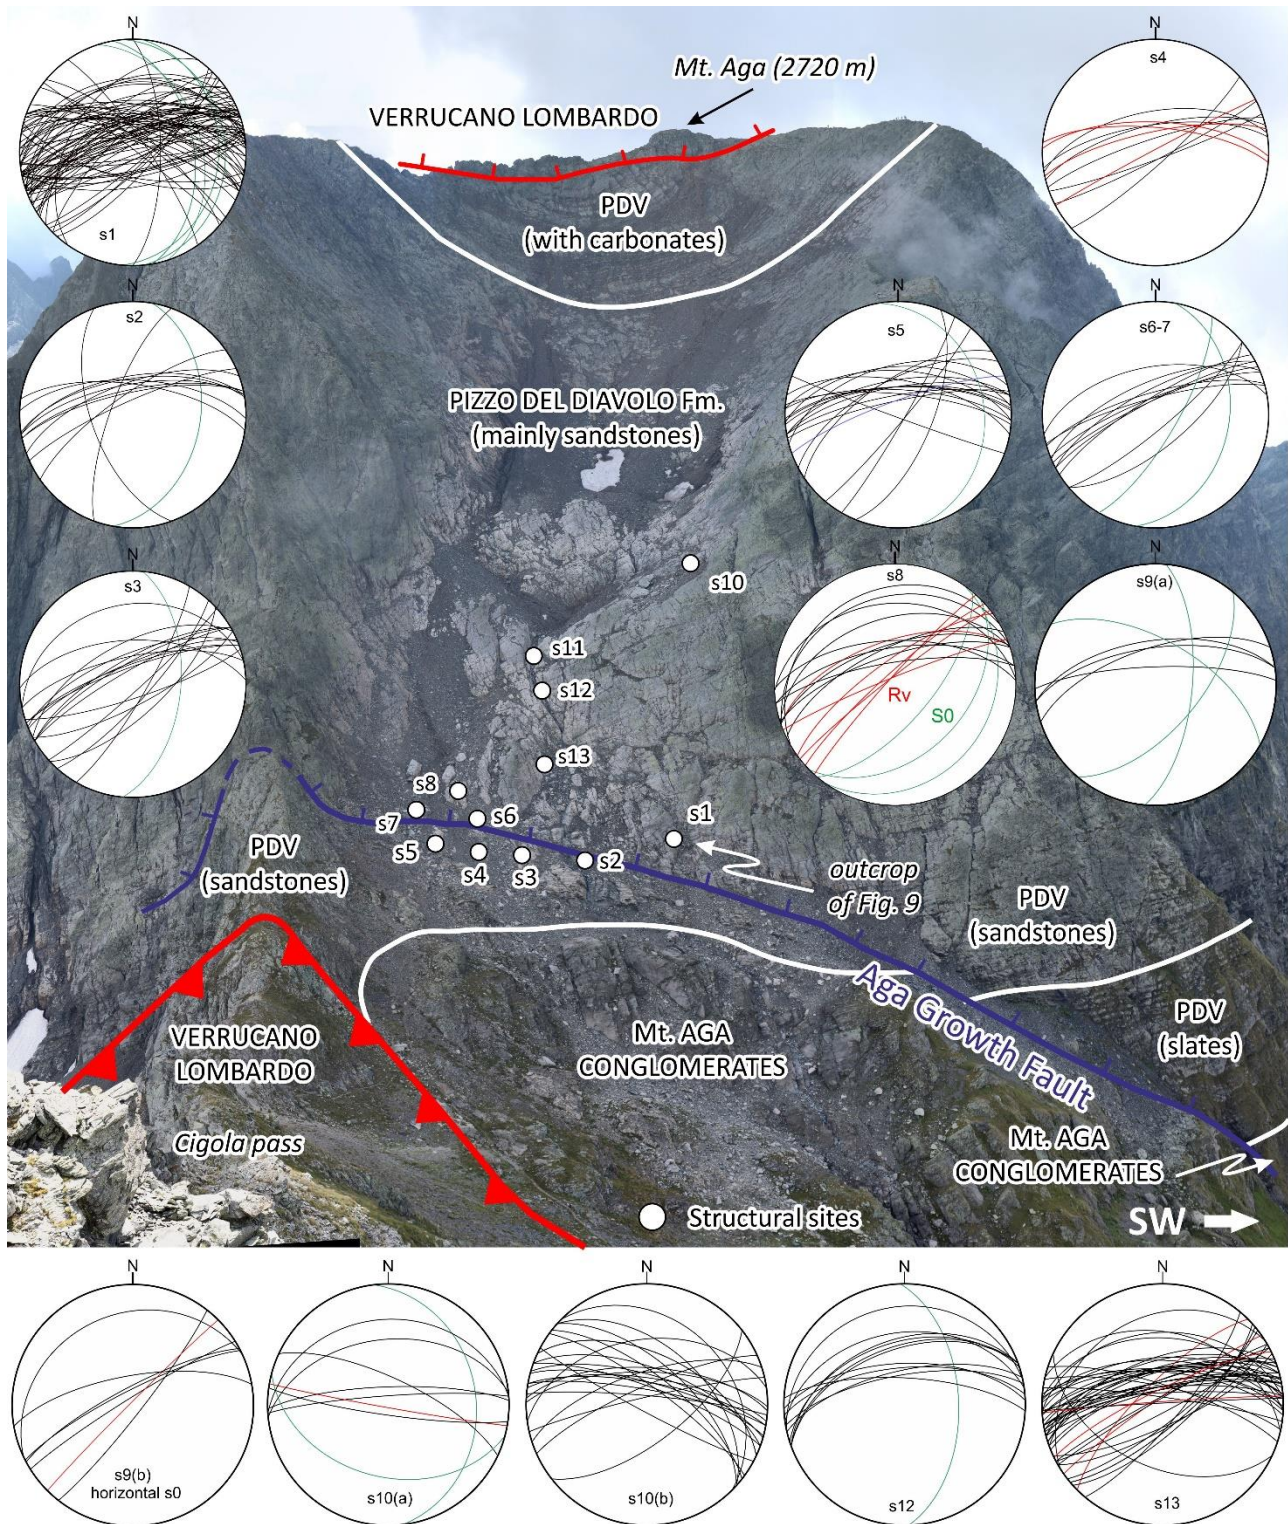 N
s1
N
s2
N
s3
Mt. Aga (2720 m)
VERRUCANO LOMBARDO
PDV
(with carbonates)
N
s4
N
s5
N
s6-7
PIZZO DEL DIAVOLO Fm.
(mainly sandstones)
N
s8
Rv
S0
N
s9(a)
s10
s11
s12
s13
s8
s7
s6
s5
s4
s3
s2
s1
outcrop
of Fig. 9
PDV
(sandstones)
PDV
(sandstones)
Aga Growth Fault
PDV
(slates)
VERRUCANO
LOMBARDO
Mt. AGA
CONGLOMERATES
Cigola pass
Mt. AGA
CONGLOMERATES
Structural sites
SW
N
s9(b)
horizontal s0
N
s10(a)
N
s10(b)
N
s12
N
s13